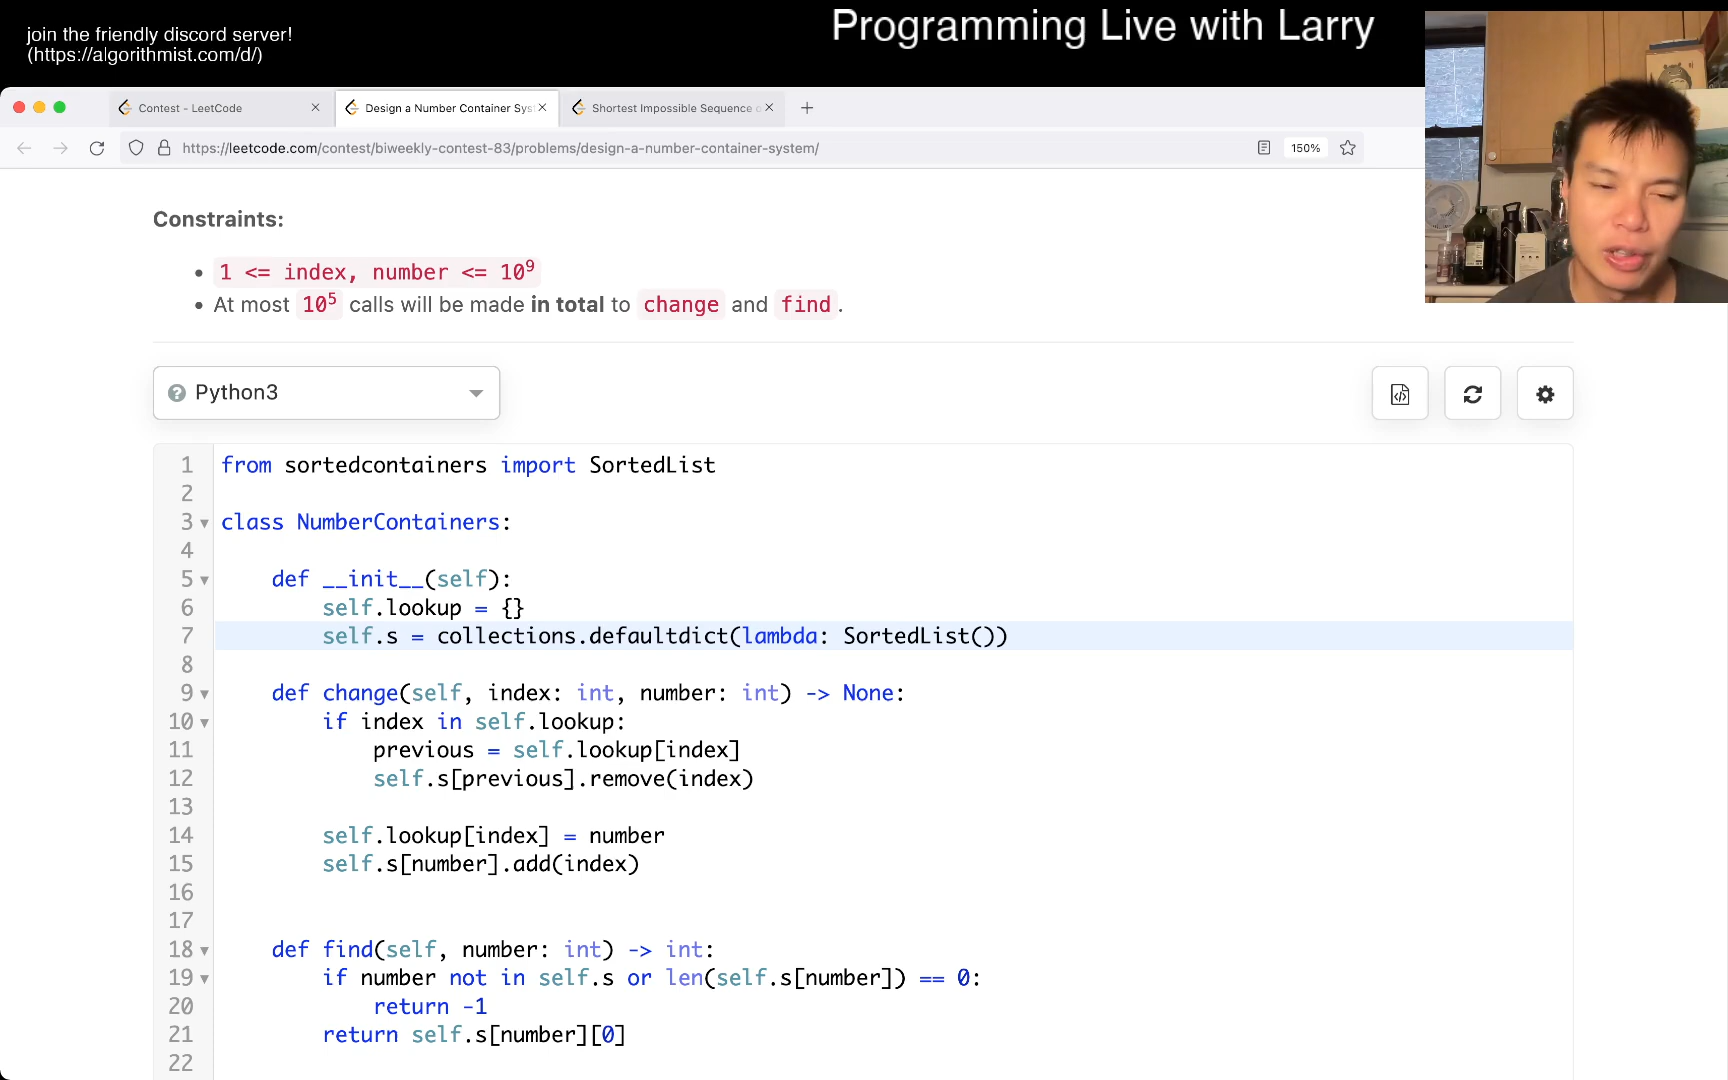 join the friendly discord server!
(https://algorithmist.com/d/)
Programming Live with Larry
Contest - LeetCode
Design a Number Container Sys
Shortest Impossible Sequence o
https://leetcode.com/contest/biweekly-contest-83/problems/design-a-number-container-system/
150%
Constraints:
1 <= index, number <= 10⁹
At most 10⁵ calls will be made in total to change and find.
Python3
1 from sortedcontainers import SortedList
2
3 class NumberContainers:
4
5 def __init__(self):
6 self.lookup = {}
7 self.s = collections.defaultdict(lambda: SortedList())
8
9 def change(self, index: int, number: int) -> None:
10 if index in self.lookup:
11 previous = self.lookup[index]
12 self.s[previous].remove(index)
13
14 self.lookup[index] = number
15 self.s[number].add(index)
16
17
18 def find(self, number: int) -> int:
19 if number not in self.s or len(self.s[number]) == 0:
20 return -1
21 return self.s[number][0]
22